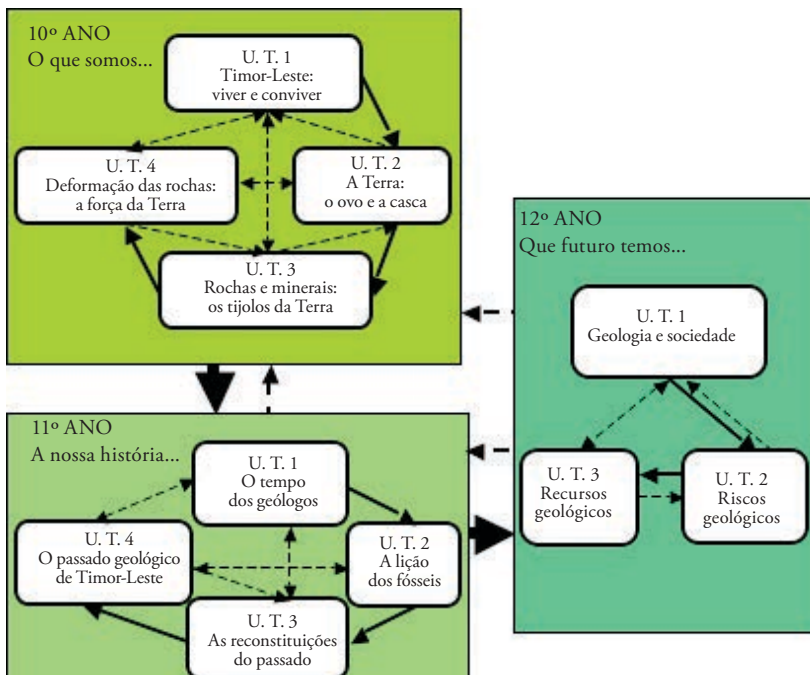 10º ANO
O que somos...
U. T. 1
Timor-Leste:
viver e conviver
U. T. 4
Deformação das rochas:
a força da Terra
U. T. 2
A Terra:
o ovo e a casca
U. T. 3
Rochas e minerais:
os tijolos da Terra
11º ANO
A nossa história...
U. T. 1
O tempo
dos geólogos
U. T. 4
O passado geológico
de Timor-Leste
U. T. 2
A lição
dos fósseis
U. T. 3
As reconstituições
do passado
12º ANO
Que futuro temos...
U. T. 1
Geologia e sociedade
U. T. 3
Recursos
geológicos
U. T. 2
Riscos
geológicos